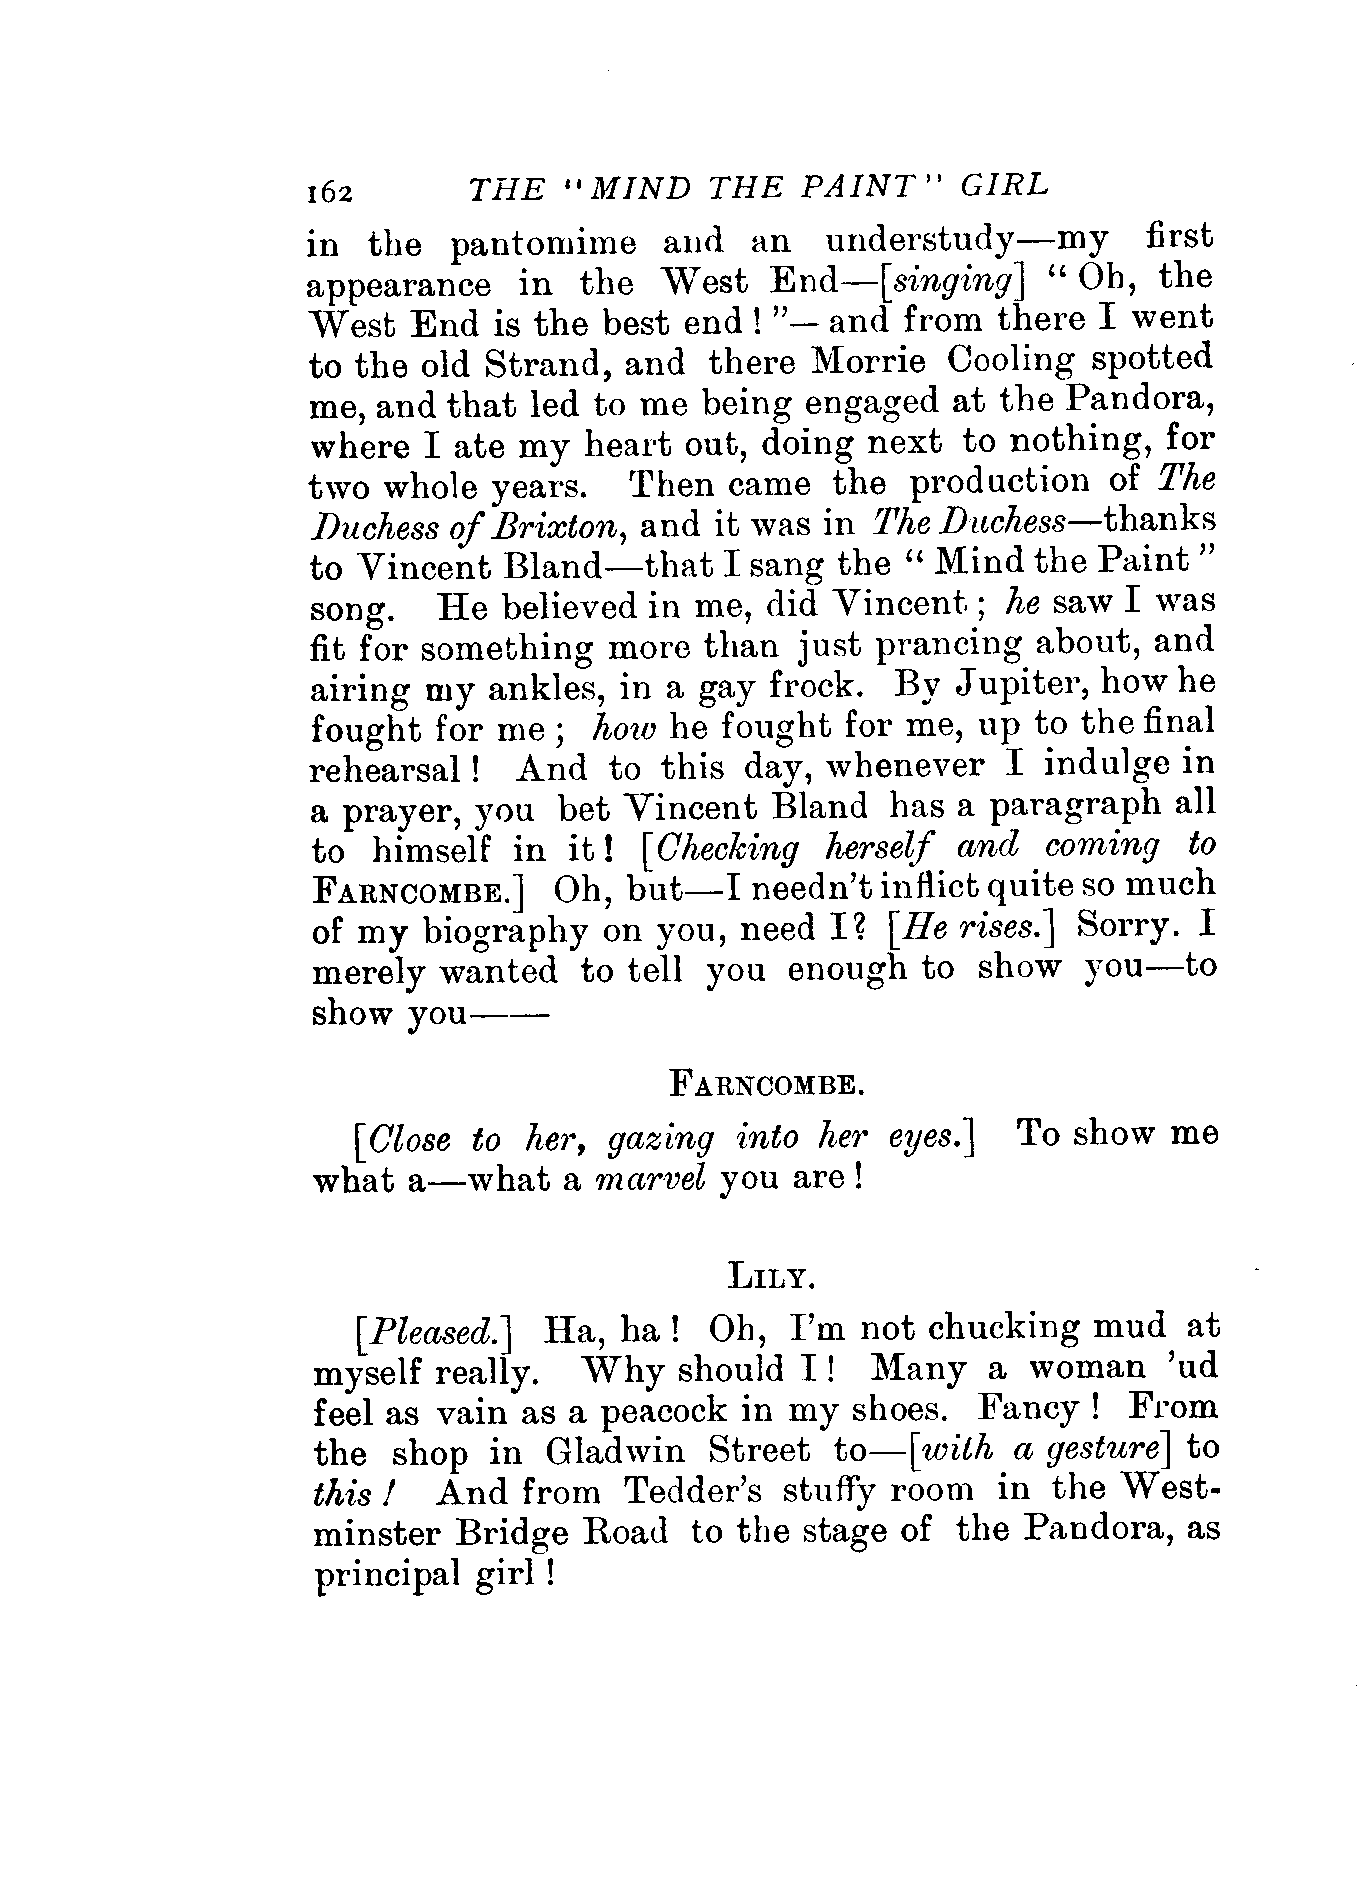 162 THE "MIND THE PAINT" GIRL
in the pantomime and an understudy—my first
appearance in the West End—[singing] "Oh, the
West End is the best end! "—and from there I went
to the old Strand, and there Morrie Cooling spotted
me, and that led to me being engaged at the Pandora,
where I ate my heart out, doing next to nothing, for
two whole years. Then came the production of The
Duchess of Brixton, and it was in The Duchess—thanks
to Vincent Bland—that I sang the "Mind the Paint"
song. He believed in me, did Vincent; he saw I was
fit for something more than just prancing about, and
airing my ankles, in a gay frock. By Jupiter, how he
fought for me; how he fought for me, up to the final
rehearsal! And to this day, whenever I indulge in
a prayer, you bet Vincent Bland has a paragraph all
to himself in it! [Checking herself and coming to
FARNCOMBE.] Oh, but—I needn't inflict quite so much
of my biography on you, need I? [He rises.] Sorry. I
merely wanted to tell you enough to show you—to
show you——
FARNCOMBE.
[Close to her, gazing into her eyes.] To show me
what a—what a marvel you are!
LILY.
[Pleased.] Ha, ha! Oh, I'm not chucking mud at
myself really. Why should I! Many a woman 'ud
feel as vain as a peacock in my shoes. Fancy! From
the shop in Gladwin Street to—[with a gesture] to
this! And from Tedder's stuffy room in the West-
minster Bridge Road to the stage of the Pandora, as
principal girl!